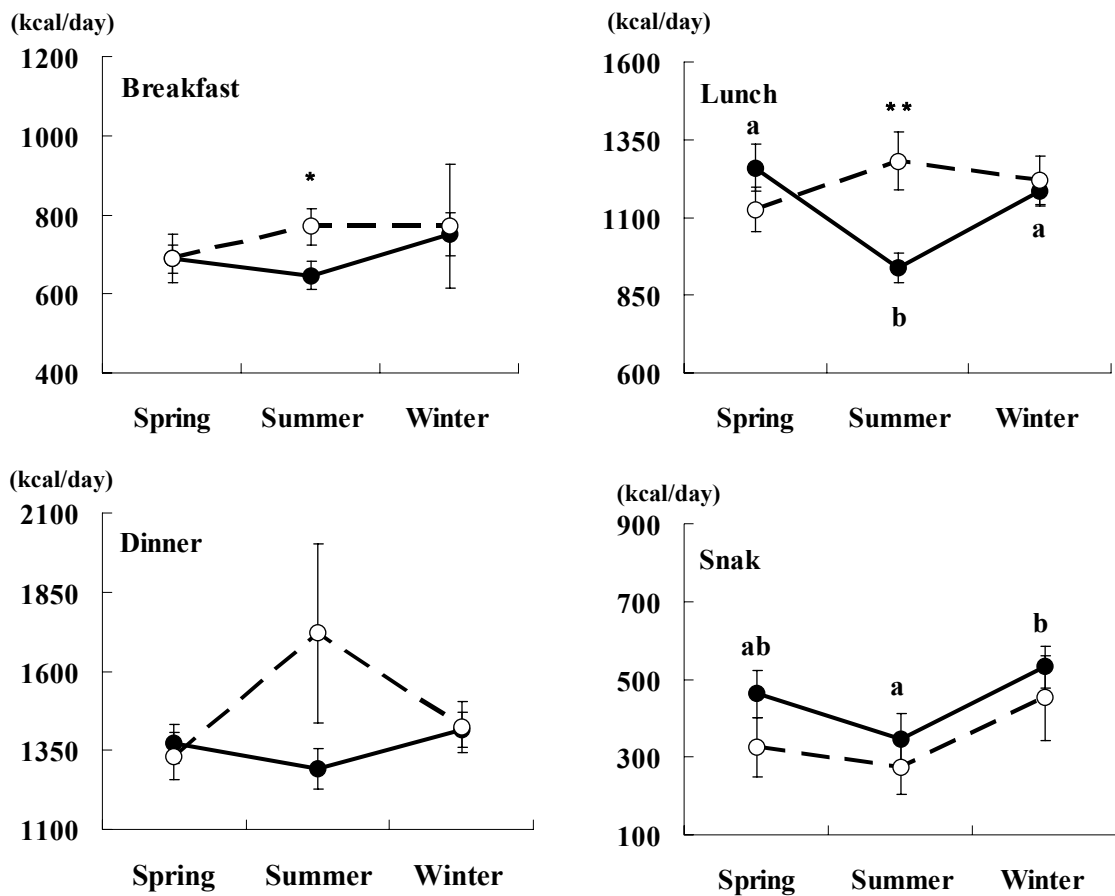 (kcal/day)
1200
1000
800
600
400
Breakfast
*
Spring Summer Winter
(kcal/day)
1600
1350
1100
850
600
Lunch
a
**
b
a
Spring Summer Winter
(kcal/day)
2100
1850
1600
1350
1100
Dinner
Spring Summer Winter
(kcal/day)
900
700
500
300
100
Snak
ab
a
b
Spring Summer Winter